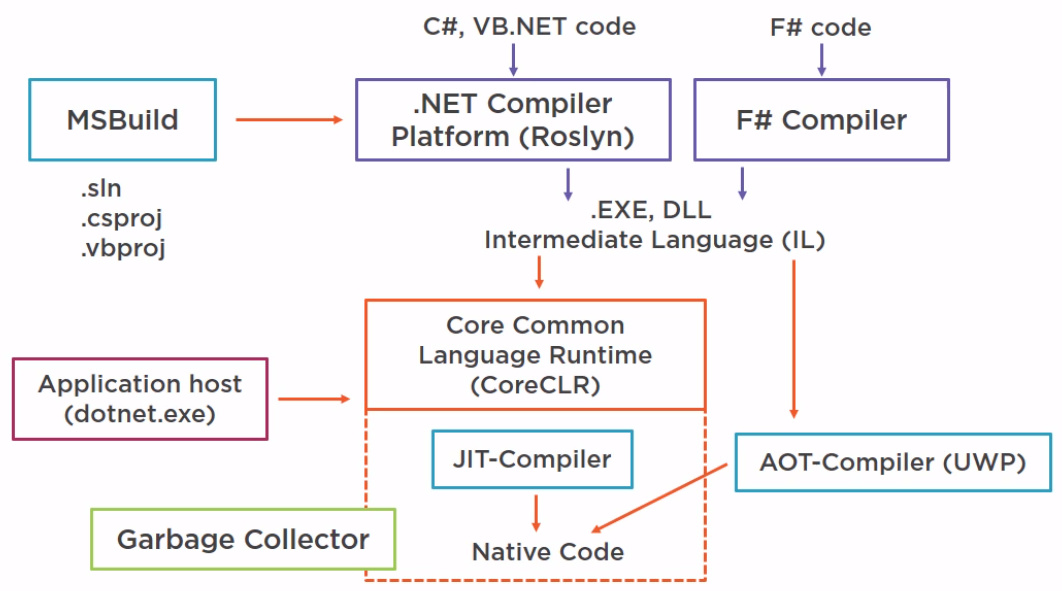 C#, VB.NET code
F# code
MSBuild
.NET Compiler
Platform (Roslyn)
F# Compiler
.sln
.csproj
.vbproj
.EXE, DLL
Intermediate Language (IL)
Core Common
Language Runtime
(CoreCLR)
Application host
(dotnet.exe)
JIT-Compiler
AOT-Compiler (UWP)
Garbage Collector
Native Code